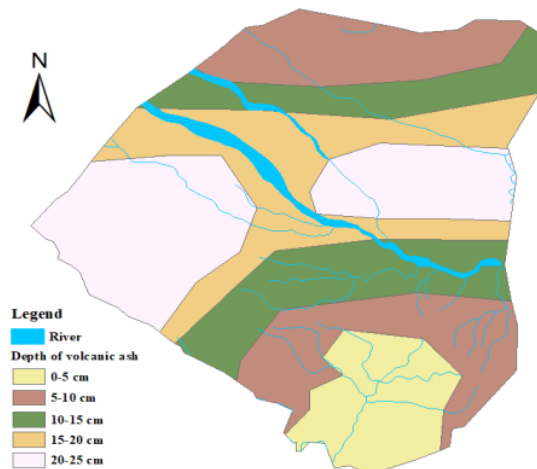 N
Legend
River
Depth of volcanic ash
0-5 cm
5-10 cm
10-15 cm
15-20 cm
20-25 cm